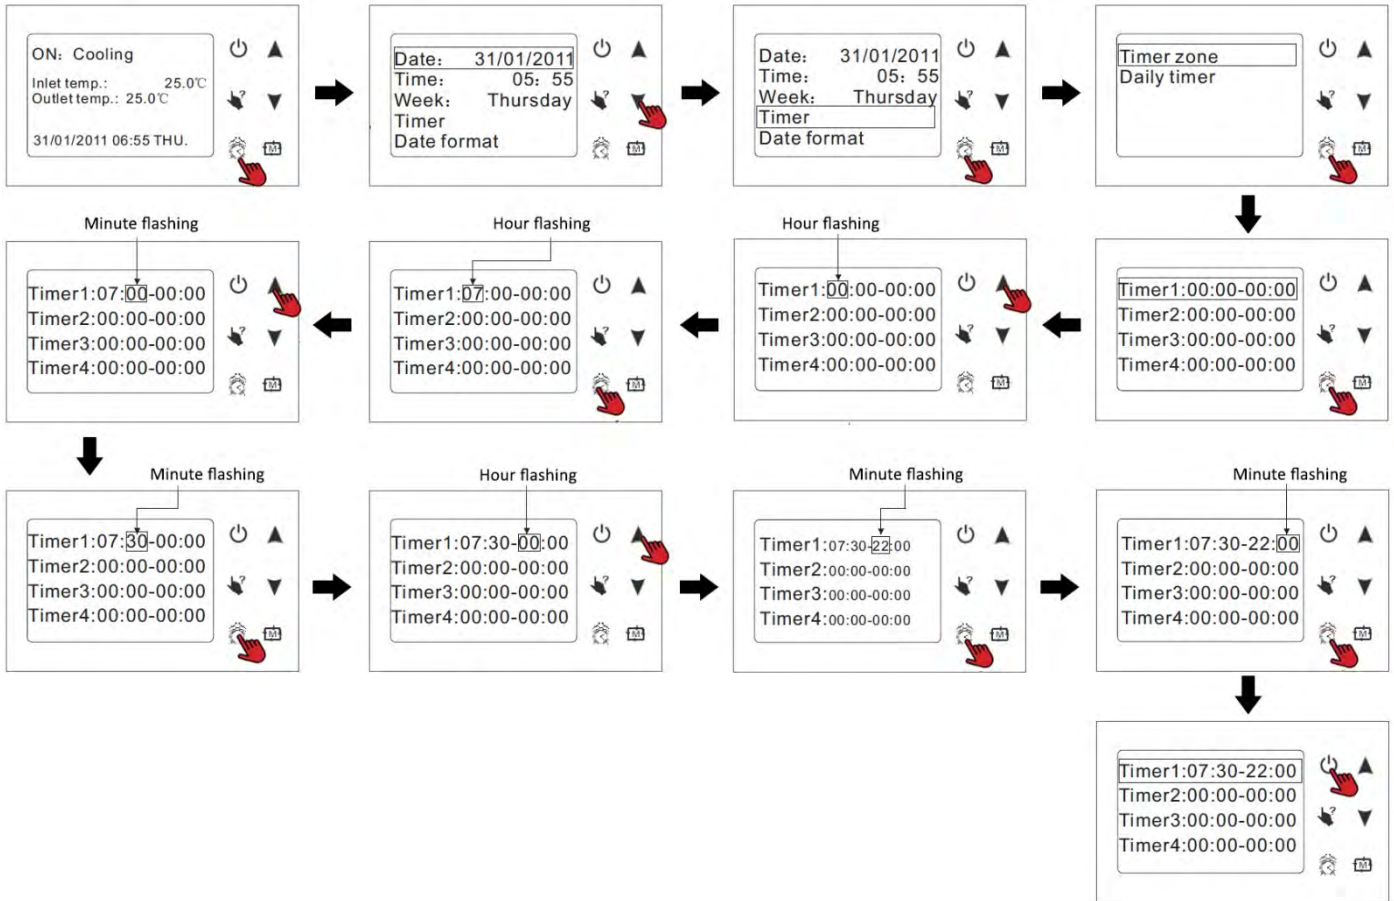 ON: Cooling
Inlet temp.: 25.0℃
Outlet temp.: 25.0℃
31/01/2011 06:55 THU.
Date: 31/01/2011
Time: 05: 55
Week: Thursday
Timer
Date format
Date: 31/01/2011
Time: 05: 55
Week: Thursday
Timer
Date format
Timer zone
Daily timer
Minute flashing
Timer1:07:00-00:00
Timer2:00:00-00:00
Timer3:00:00-00:00
Timer4:00:00-00:00
Hour flashing
Timer1:07:00-00:00
Timer2:00:00-00:00
Timer3:00:00-00:00
Timer4:00:00-00:00
Hour flashing
Timer1:00:00-00:00
Timer2:00:00-00:00
Timer3:00:00-00:00
Timer4:00:00-00:00
Timer1:00:00-00:00
Timer2:00:00-00:00
Timer3:00:00-00:00
Timer4:00:00-00:00
Minute flashing
Timer1:07:30-00:00
Timer2:00:00-00:00
Timer3:00:00-00:00
Timer4:00:00-00:00
Hour flashing
Timer1:07:30-00:00
Timer2:00:00-00:00
Timer3:00:00-00:00
Timer4:00:00-00:00
Minute flashing
Timer1:07:30-22:00
Timer2:00:00-00:00
Timer3:00:00-00:00
Timer4:00:00-00:00
Minute flashing
Timer1:07:30-22:00
Timer2:00:00-00:00
Timer3:00:00-00:00
Timer4:00:00-00:00
Timer1:07:30-22:00
Timer2:00:00-00:00
Timer3:00:00-00:00
Timer4:00:00-00:00